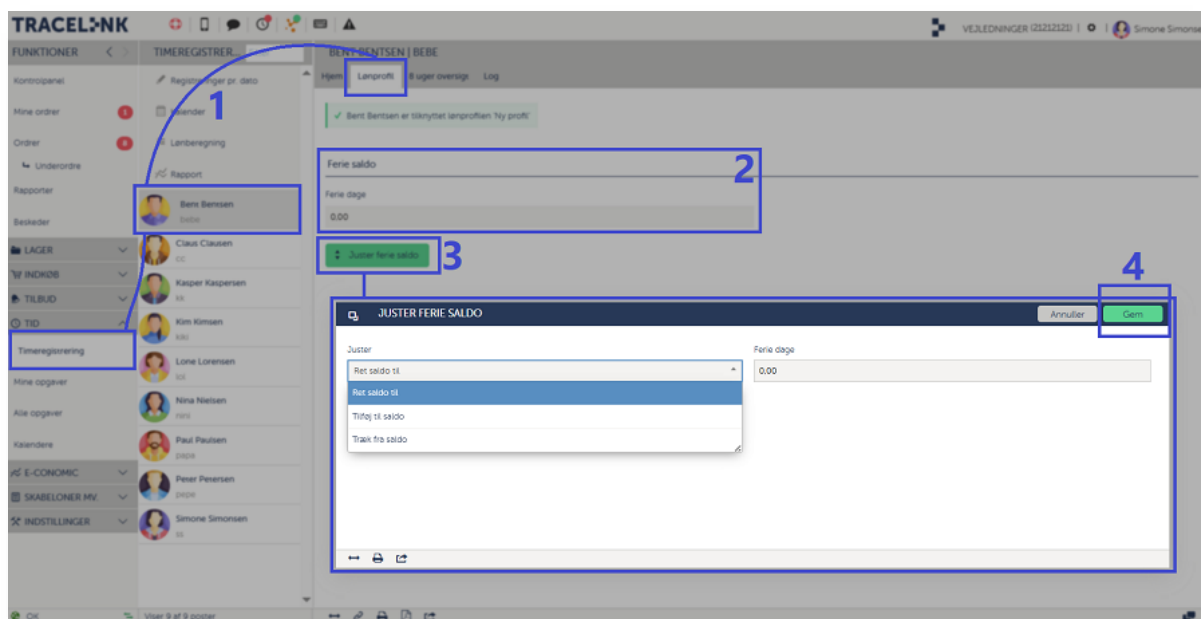 TRACELINK
VEJLEDNINGER (21212121) | | Simone Simonse
FUNKTIONER
Kontrolpanel
Mine ordrer
Ordrer
Underordre
Rapporter
Beskeder
LAGER
INDKØB
TILBUD
TID
Timeregistrering
Mine opgaver
Alle opgaver
Kalendere
E-CONOMIC
SKABELONER MV.
INDSTILLINGER
OK
TIMEREGISTRER...
Registreringer pr. dato
Kalender
1
Lønberegning
Rapport
Bent Bentsen
bebe
Claus Clausen
cc
Kasper Kaspersen
kk
Kim Kimsen
kiki
Lone Lorensen
lol
Nina Nielsen
nini
Paul Paulsen
papa
Peter Petersen
pepe
Simone Simonsen
ss
Viser 9 af 9 poster
BENT BENTSEN | BEBE
Hjem Lønprofil 8 uger oversigt Log
Bent Bentsen er tilknyttet lønprofilen 'Ny profil'
Ferie saldo
2
Ferie dage
0,00
Juster ferie saldo
3
4
JUSTER FERIE SALDO
Annuller Gem
Juster Ferie dage
Ret saldo til 0,00
Ret saldo til
Tilføj til saldo
Træk fra saldo